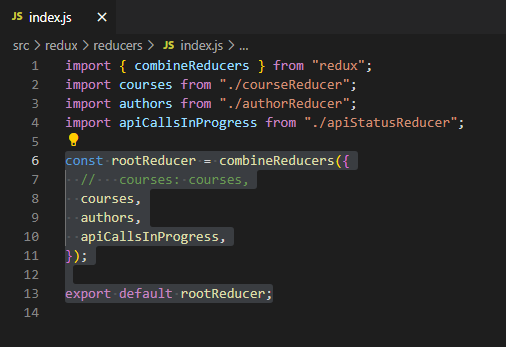 JS index.js ×
src > redux > reducers > JS index.js > ...
1 import { combineReducers } from "redux";
2 import courses from "./courseReducer";
3 import authors from "./authorReducer";
4 import apiCallsInProgress from "./apiStatusReducer";
5
6 const rootReducer = combineReducers({
7   //   courses: courses,
8   courses,
9   authors,
10   apiCallsInProgress,
11 });
12
13 export default rootReducer;
14